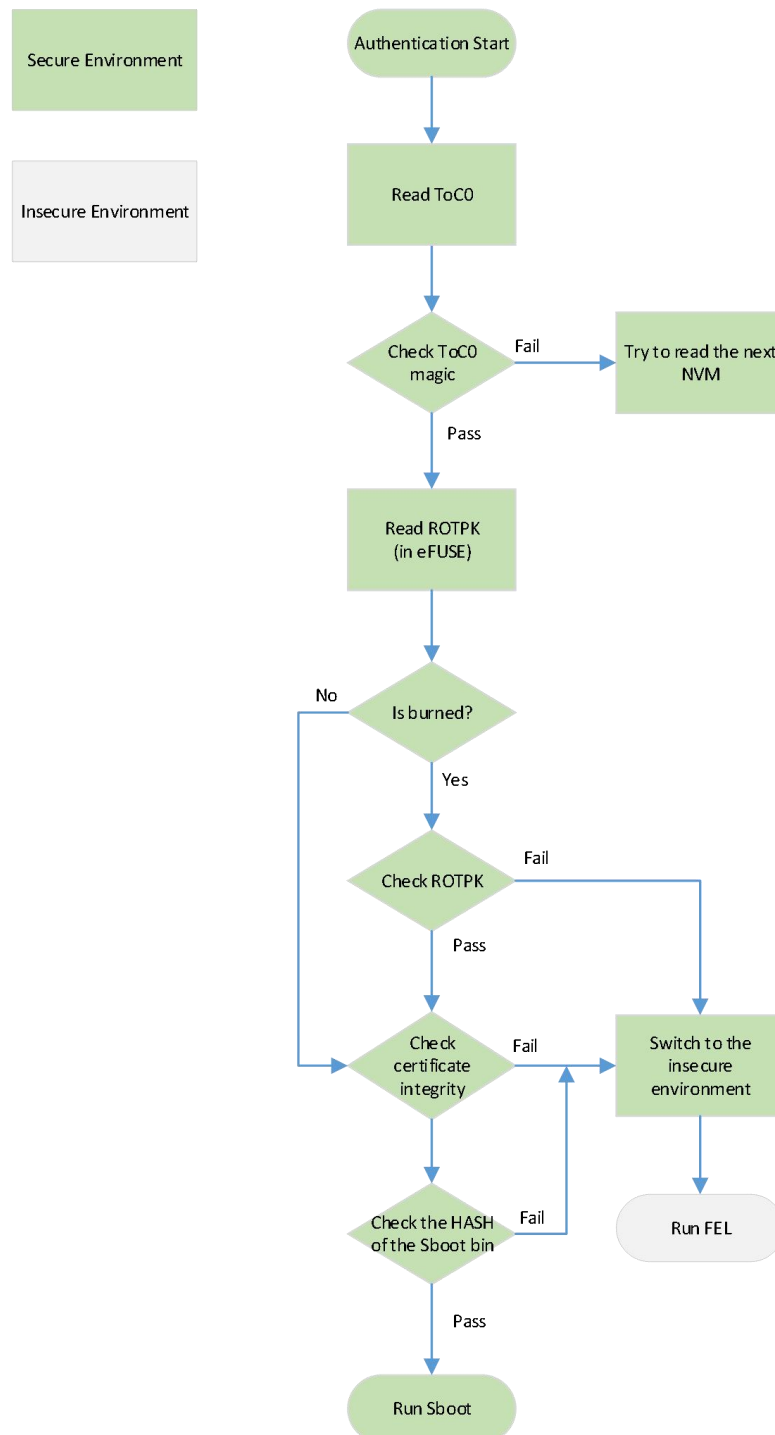 Secure Environment
Authentication Start
Insecure Environment
Read ToC0
Check ToC0
magic
Fail
Try to read the next
NVM
Pass
Read ROTPK
(in eFUSE)
No
Is burned?
Yes
Check ROTPK
Fail
Pass
Check
certificate
integrity
Fail
Switch to the
insecure
environment
Check the HASH
of the Sboot bin
Fail
Run FEL
Pass
Run Sboot